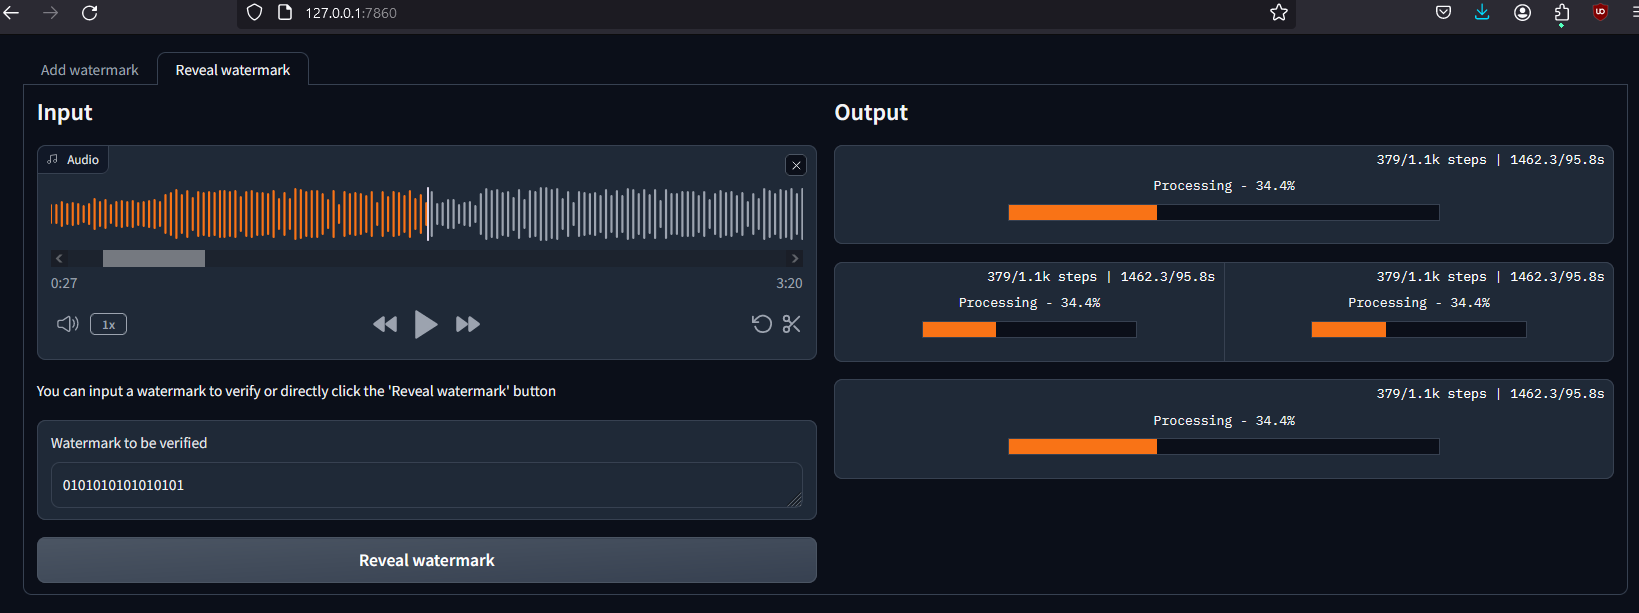 127.0.0.1:7860
Add watermark
Reveal watermark
Input
Audio
0:27
3:20
1x
You can input a watermark to verify or directly click the 'Reveal watermark' button
Watermark to be verified
0101010101010101
Reveal watermark
Output
379/1.1k steps | 1462.3/95.8s
Processing - 34.4%
379/1.1k steps | 1462.3/95.8s
Processing - 34.4%
379/1.1k steps | 1462.3/95.8s
Processing - 34.4%
379/1.1k steps | 1462.3/95.8s
Processing - 34.4%